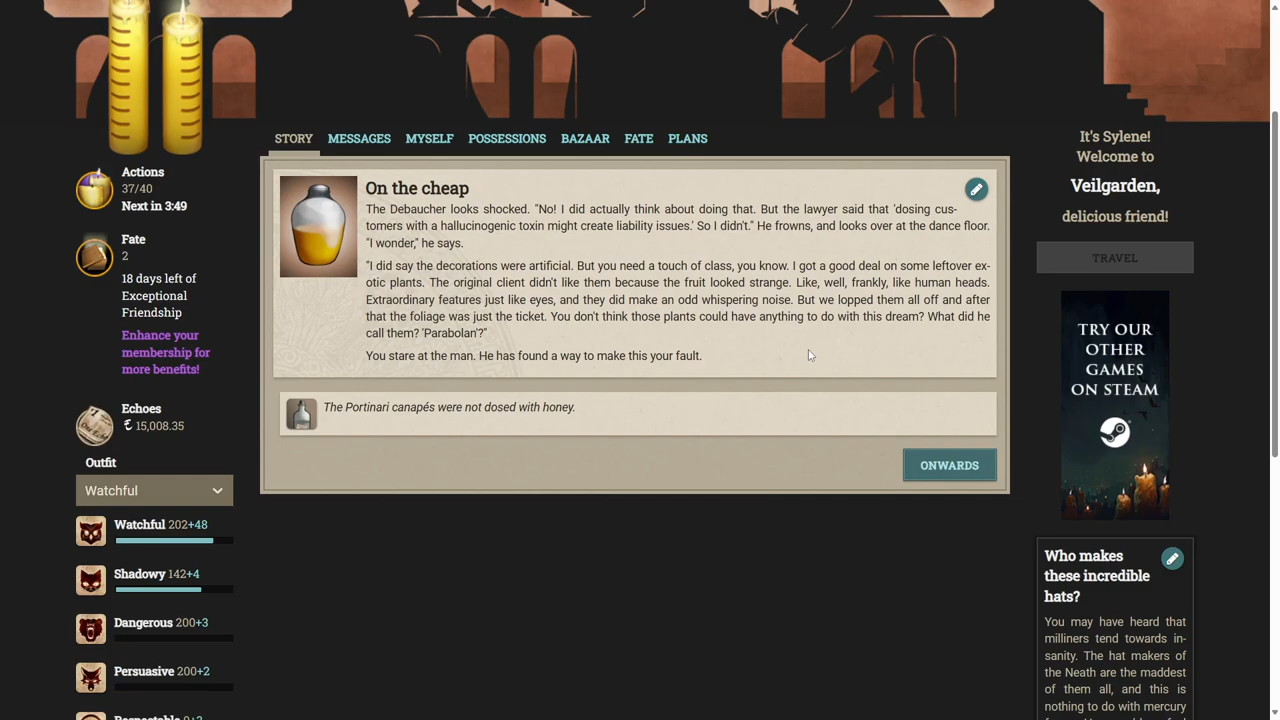 STORY
MESSAGES
MYSELF
POSSESSIONS
BAZAAR
FATE
PLANS
Actions
37/40
Next in 3:49
Fate
2
18 days left of
Exceptional
Friendship
Enhance your
membership for
more benefits!
Echoes
15,008.35
Outfit
Watchful
Watchful 202+48
Shadowy 142+4
Dangerous 200+3
Persuasive 200+2
On the cheap
The Debaucher looks shocked. "No! I did actually think about doing that. But the lawyer said that 'dosing cus-
tomers with a hallucinogenic toxin might create liability issues.' So I didn't." He frowns, and looks over at the dance floor.
"I wonder," he says.
"I did say the decorations were artificial. But you need a touch of class, you know. I got a good deal on some leftover ex-
otic plants. The original client didn't like them because the fruit looked strange. Like, well, frankly, like human heads.
Extraordinary features just like eyes, and they did make an odd whispering noise. But we lopped them all off and after
that the foliage was just the ticket. You don't think those plants could have anything to do with this dream? What did he
call them? 'Parabolan'?"
You stare at the man. He has found a way to make this your fault.
The Portinari canapés were not dosed with honey.
ONWARDS
It's Sylene!
Welcome to
Veilgarden,
delicious friend!
TRAVEL
TRY OUR
OTHER
GAMES
ON STEAM
Who makes
these incredible
hats?
You may have heard that
milliners tend towards in-
sanity. The hat makers of
the Neath are the maddest
of them all, and this is
nothing to do with mercury